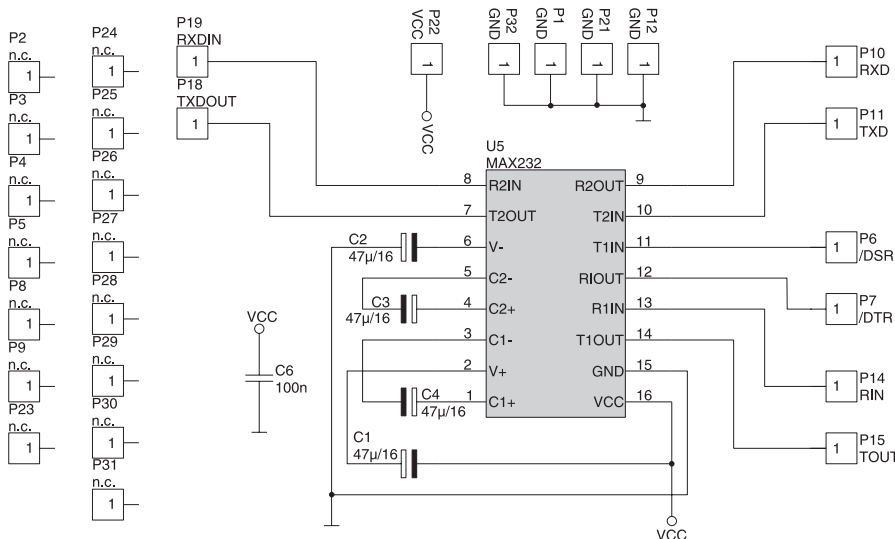 P2
n.c.
1
P3
n.c.
1
P4
n.c.
1
P5
n.c.
1
P8
n.c.
1
P9
n.c.
1
P23
n.c.
1
P24
n.c.
1
P25
n.c.
1
P26
n.c.
1
P27
n.c.
1
P28
n.c.
1
P29
n.c.
1
P30
n.c.
1
P31
n.c.
1
P19
RXDIN
1
P18
TXDOUT
1
P22
VCC
1
VCC
P32
GND
1
P1
GND
1
P21
GND
1
P12
GND
1
U5
MAX232
8 R2IN R2OUT 9
7 T2OUT T2IN 10
6 V- T1IN 11
5 C2- RIOUT 12
4 C2+ R1IN 13
3 C1- T1OUT 14
2 V+ GND 15
1 C1+ VCC 16
C2
47µ/16
C3
47µ/16
C4
47µ/16
C1
47µ/16
VCC
C6
100n
VCC
1 P10
RXD
1 P11
TXD
1 P6
/DSR
1 P7
/DTR
1 P14
RIN
1 P15
TOUT